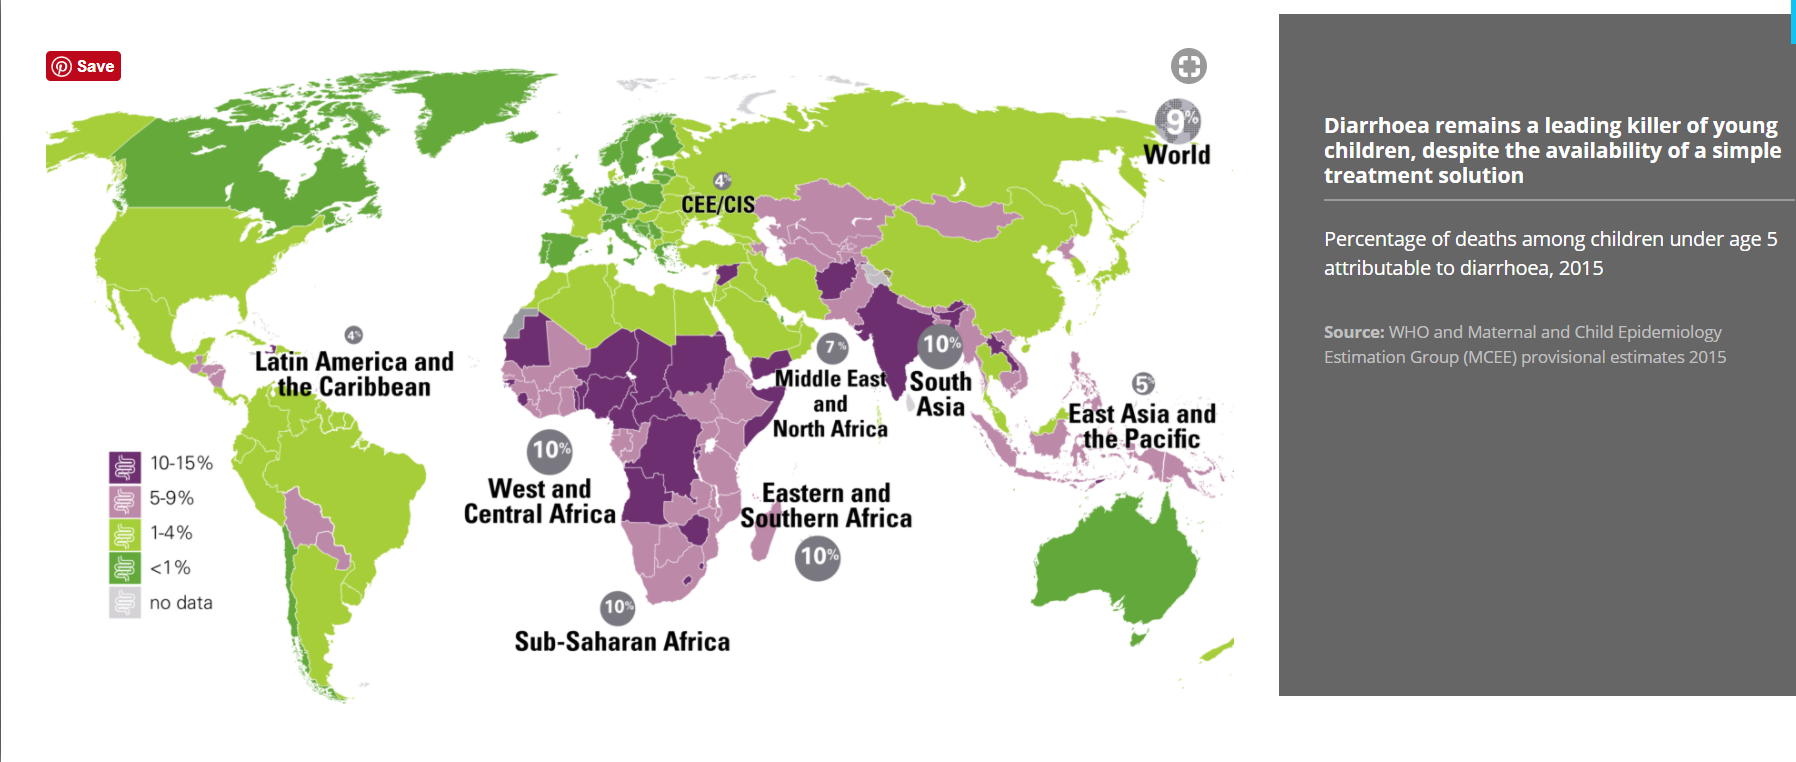 Save
9%
World
4%
CEE/CIS
4%
Latin America and
the Caribbean
7%
Middle East
and
North Africa
10%
South
Asia
5%
East Asia and
the Pacific
10%
West and
Central Africa
Eastern and
Southern Africa
10%
10%
Sub-Saharan Africa
10-15%
5-9%
1-4%
<1%
no data
Diarrhoea remains a leading killer of young
children, despite the availability of a simple
treatment solution
Percentage of deaths among children under age 5
attributable to diarrhoea, 2015
Source: WHO and Maternal and Child Epidemiology
Estimation Group (MCEE) provisional estimates 2015